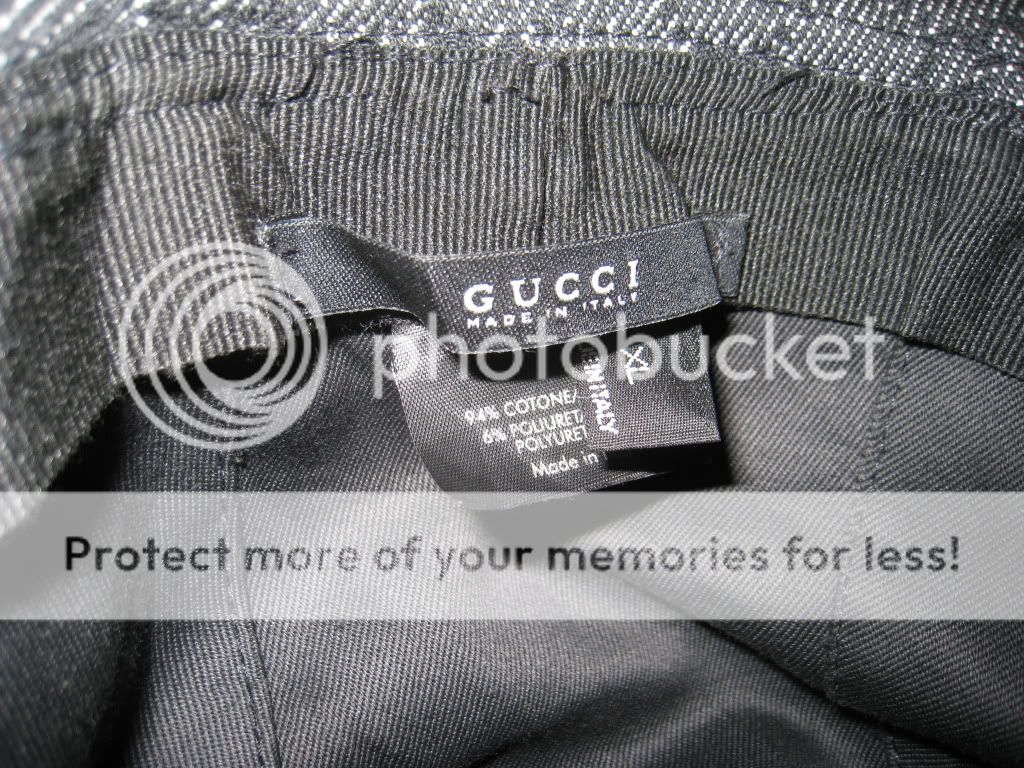 GUCCI
MADE IN ITALY
XL
IN ITALY
94% COTONE/
6% POLIURET.
POLYURET
Made in
photobucket
Protect more of your memories for less!